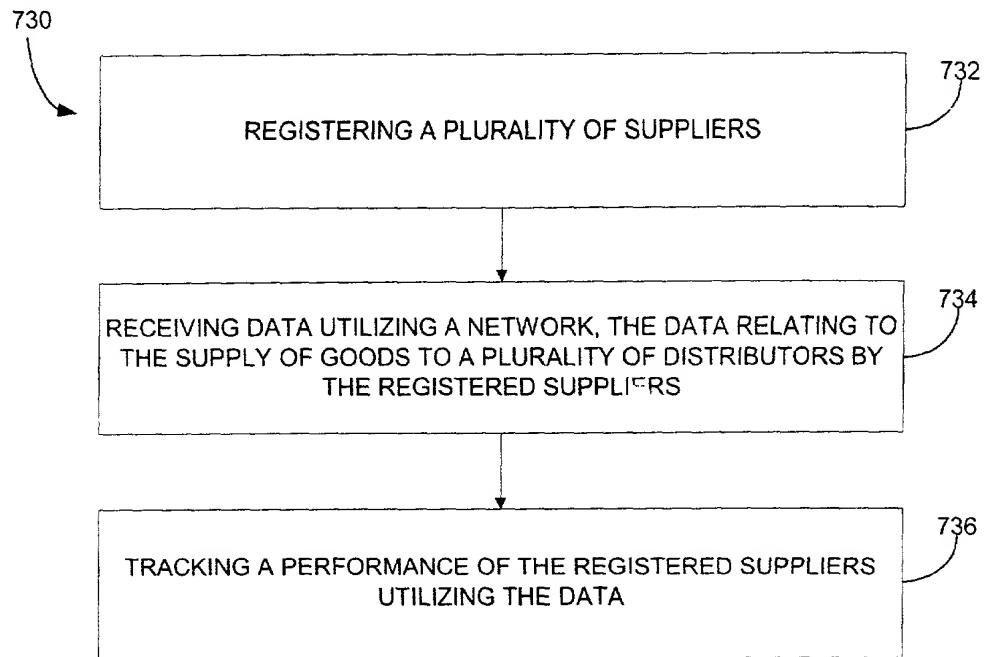 730
732
REGISTERING A PLURALITY OF SUPPLIERS
734
RECEIVING DATA UTILIZING A NETWORK, THE DATA RELATING TO
THE SUPPLY OF GOODS TO A PLURALITY OF DISTRIBUTORS BY
THE REGISTERED SUPPLIERS
736
TRACKING A PERFORMANCE OF THE REGISTERED SUPPLIERS
UTILIZING THE DATA